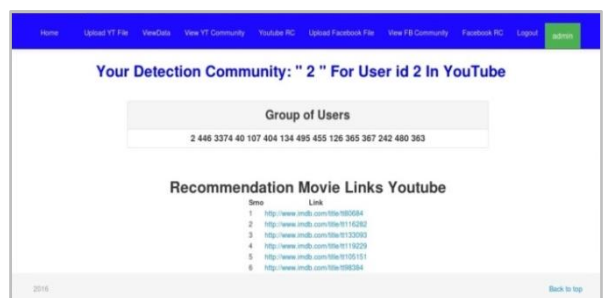 Home Upload YT File ViewData View YT Community Youtube RC Upload Facebook File View FB Community Facebook RC Logout admin
Your Detection Community: " 2 " For User id 2 In YouTube
Group of Users
2 446 3374 40 107 404 134 495 455 126 365 367 242 480 363
Recommendation Movie Links Youtube
Srno Link
1 http://www.imdb.com/title/tt80684
2 http://www.imdb.com/title/tt116282
3 http://www.imdb.com/title/tt133093
4 http://www.imdb.com/title/tt119229
5 http://www.imdb.com/title/tt105151
6 http://www.imdb.com/title/tt98384
2016 Back to top